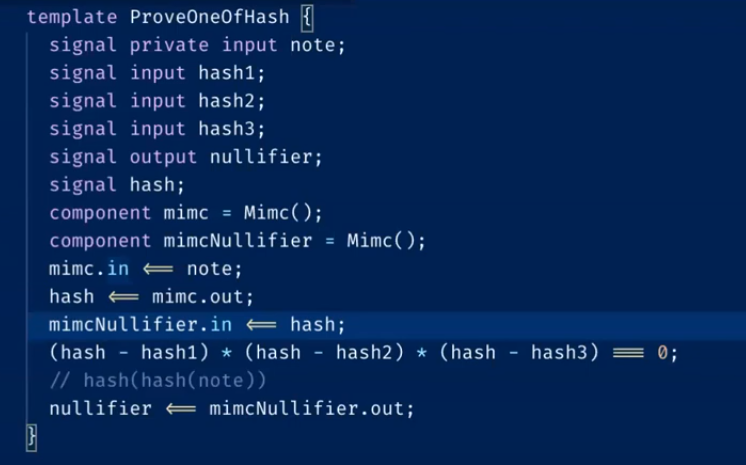 template ProveOneOfHash {
signal private input note;
signal input hash1;
signal input hash2;
signal input hash3;
signal output nullifier;
signal hash;
component mimc = Mimc();
component mimcNullifier = Mimc();
mimc.in <== note;
hash <== mimc.out;
mimcNullifier.in <== hash;
(hash - hash1) * (hash - hash2) * (hash - hash3) === 0;
// hash(hash(note))
nullifier <== mimcNullifier.out;
}